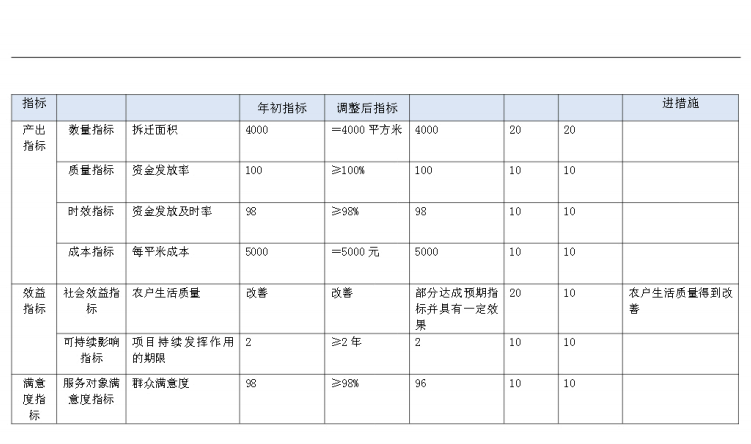 指标 年初指标 调整后指标 进措施
产出指标 数量指标 拆迁面积 4000 ＝4000平方米 4000 20 20
质量指标 资金发放率 100 ≥100% 100 10 10
时效指标 资金发放及时率 98 ≥98% 98 10 10
成本指标 每平米成本 5000 ＝5000元 5000 10 10
效益指标 社会效益指标 农户生活质量 改善 改善 部分达成预期指标并具有一定效果 20 10 农户生活质量得到改善
可持续影响指标 项目持续发挥作用的期限 2 ≥2年 2 10 10
满意度指标 服务对象满意度指标 群众满意度 98 ≥98% 96 10 10